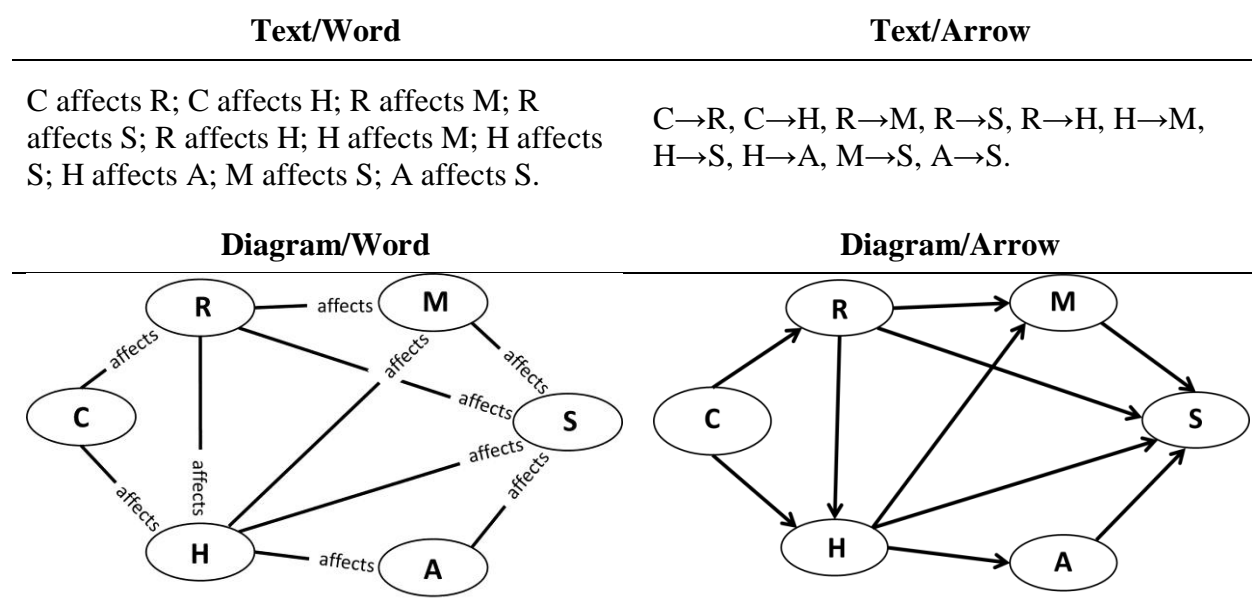 Text/Word
Text/Arrow
C affects R; C affects H; R affects M; R
affects S; R affects H; H affects M; H affects
S; H affects A; M affects S; A affects S.
C→R, C→H, R→M, R→S, R→H, H→M,
H→S, H→A, M→S, A→S.
Diagram/Word
Diagram/Arrow
R
affects
M
affects
affects
affects
C
affects
affects
S
affects
affects
affects
affects
H
affects
A
R
M
C
S
H
A